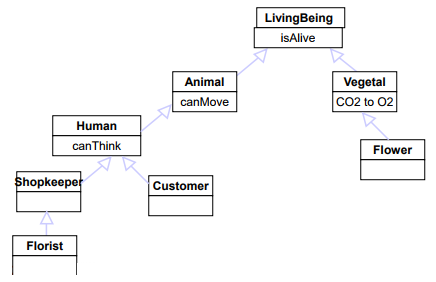 LivingBeing
isAlive
Animal
canMove
Vegetal
CO2 to O2
Human
canThink
Flower
Shopkeeper
Customer
Florist